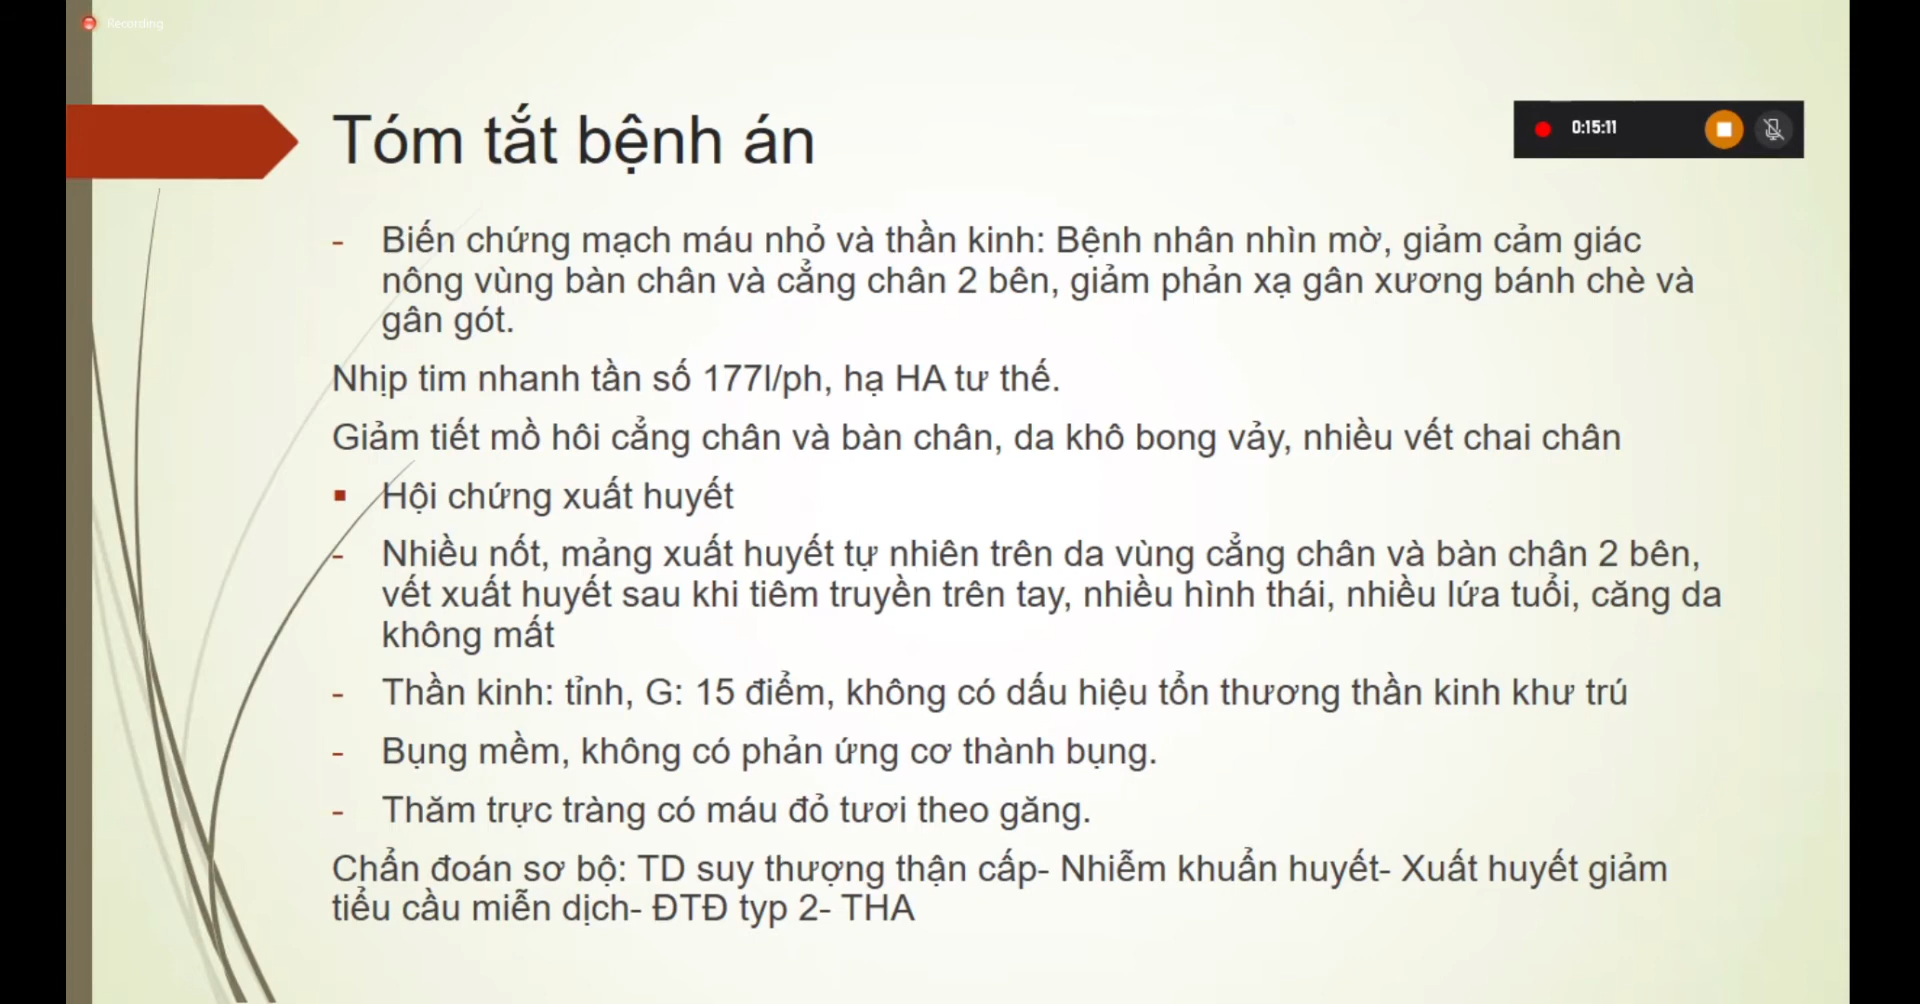 Recording
Tóm tắt bệnh án
0:15:11
- Biến chứng mạch máu nhỏ và thần kinh: Bệnh nhân nhìn mờ, giảm cảm giác
nông vùng bàn chân và cẳng chân 2 bên, giảm phản xạ gân xương bánh chè và
gân gót.
Nhịp tim nhanh tần số 177l/ph, hạ HA tư thế.
Giảm tiết mồ hôi cẳng chân và bàn chân, da khô bong vảy, nhiều vết chai chân
▪ Hội chứng xuất huyết
- Nhiều nốt, mảng xuất huyết tự nhiên trên da vùng cẳng chân và bàn chân 2 bên,
vết xuất huyết sau khi tiêm truyền trên tay, nhiều hình thái, nhiều lứa tuổi, căng da
không mất
- Thần kinh: tỉnh, G: 15 điểm, không có dấu hiệu tổn thương thần kinh khư trú
- Bụng mềm, không có phản ứng cơ thành bụng.
- Thăm trực tràng có máu đỏ tươi theo găng.
Chẩn đoán sơ bộ: TD suy thượng thận cấp- Nhiễm khuẩn huyết- Xuất huyết giảm
tiểu cầu miễn dịch- ĐTĐ typ 2- THA